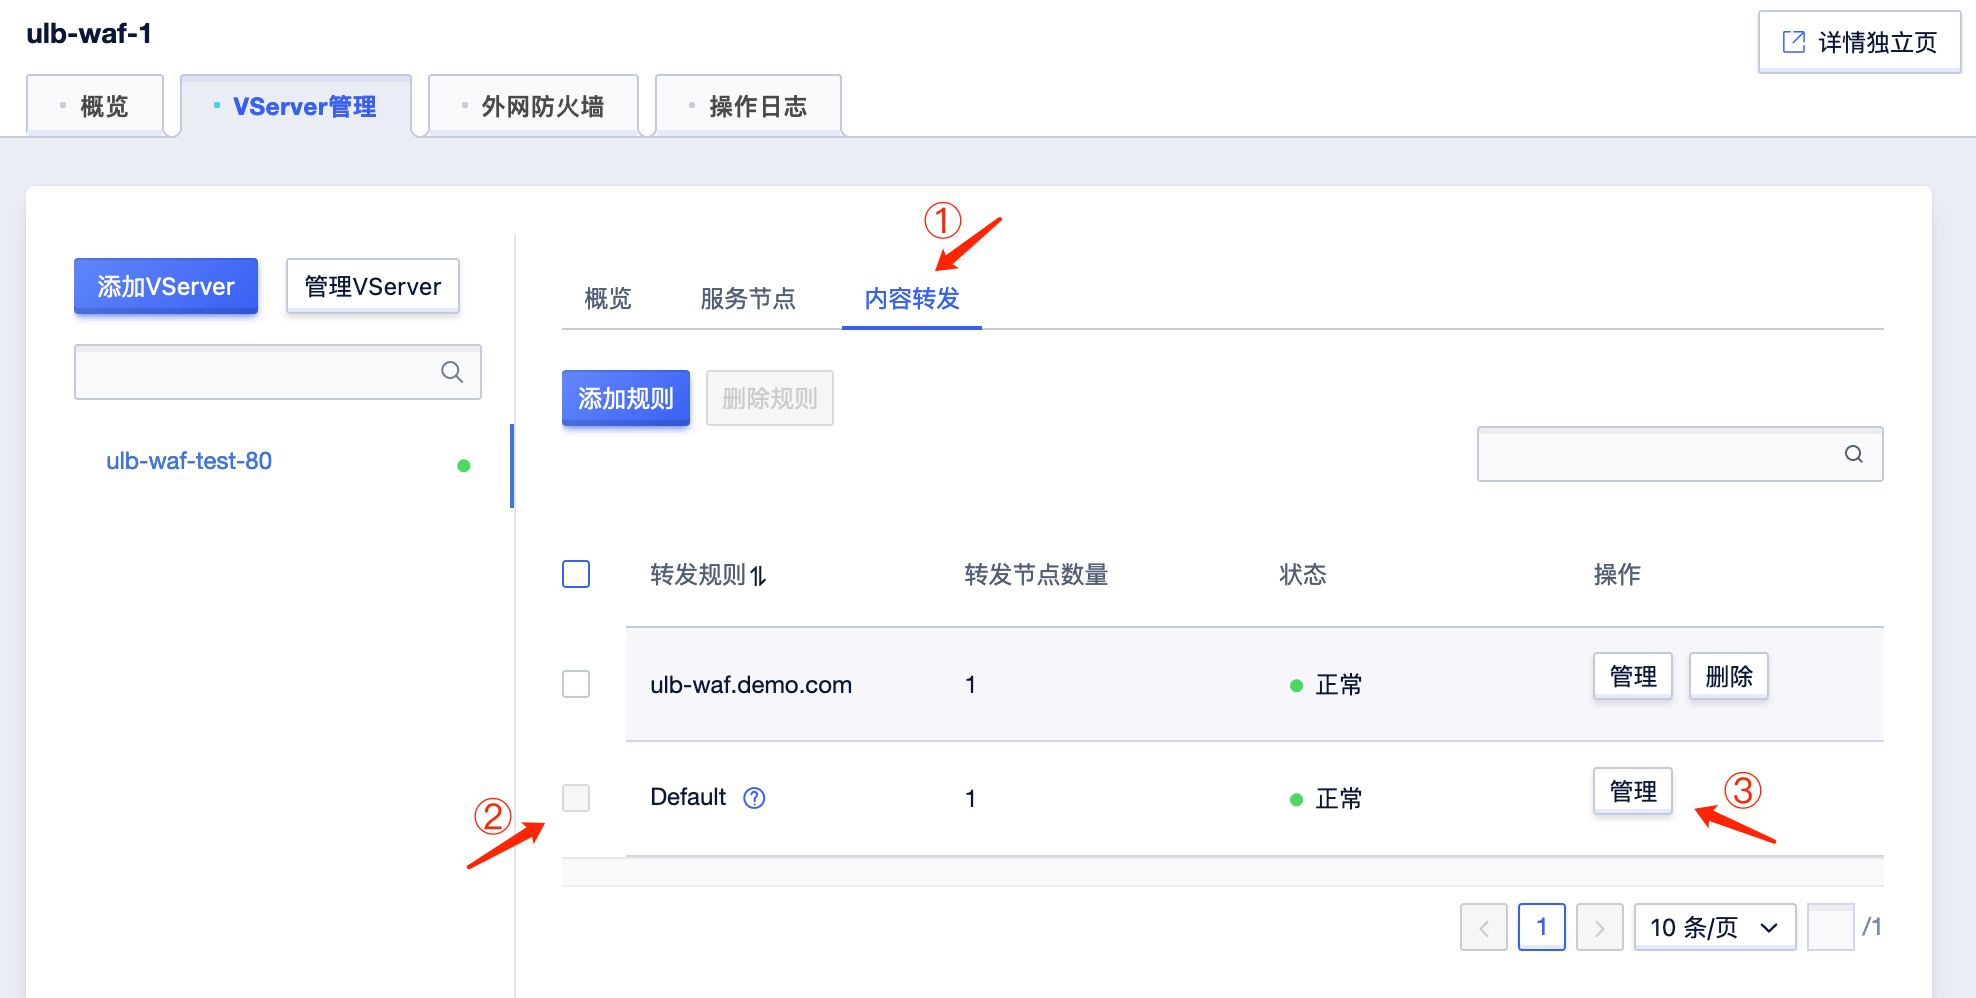 ulb-waf-1
详情独立页
概览 VServer管理 外网防火墙 操作日志
①
添加VServer 管理VServer
概览 服务节点 内容转发
添加规则 删除规则
ulb-waf-test-80
转发规则 转发节点数量 状态 操作
ulb-waf.demo.com 1 正常 管理 删除
Default ? 1 正常 管理
② ③
1 10 条/页 /1